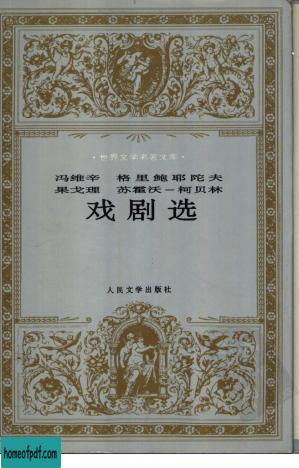 ·世界文学名著文库·
冯维辛 格里鲍耶陀夫
果戈理 苏霍沃－柯贝林
戏剧选
人民文学出版社
homeofpdf.com